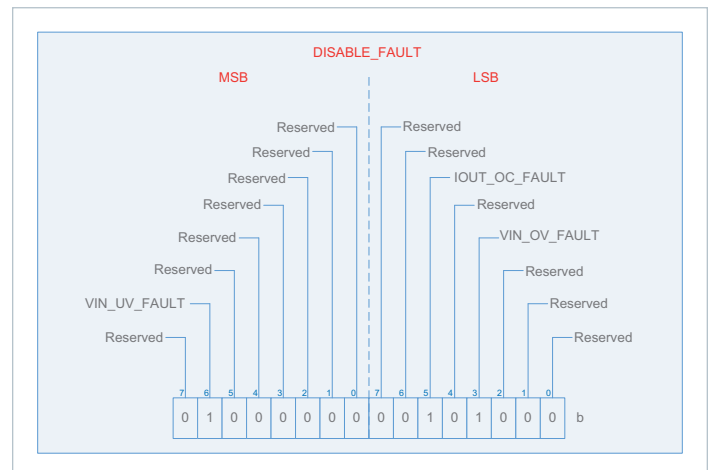 DISABLE_FAULT
MSB LSB
Reserved Reserved
Reserved Reserved
Reserved IOUT_OC_FAULT
Reserved Reserved
Reserved VIN_OV_FAULT
Reserved Reserved
VIN_UV_FAULT Reserved
Reserved Reserved
7 6 5 4 3 2 1 0 7 6 5 4 3 2 1 0
0 1 0 0 0 0 0 0 0 0 1 0 1 0 0 0 b